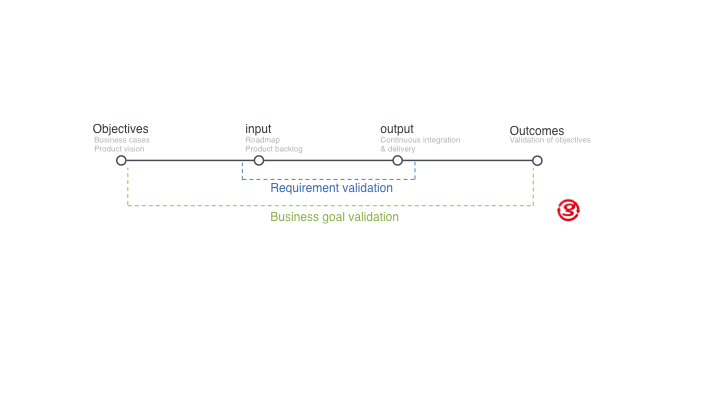 Objectives
Business cases
Product vision
input
Roadmap
Product backlog
output
Continuous integration
& delivery
Outcomes
Validation of objectives
Requirement validation
Business goal validation